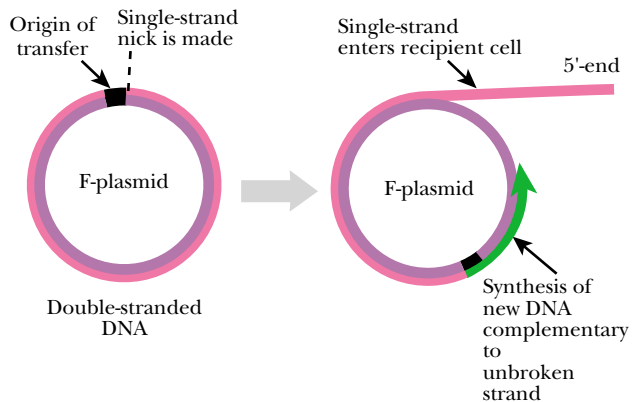 Origin of
transfer
Single-strand
nick is made
F-plasmid
Double-stranded
DNA
Single-strand
enters recipient cell
5'-end
F-plasmid
Synthesis of
new DNA
complementary
to
unbroken
strand